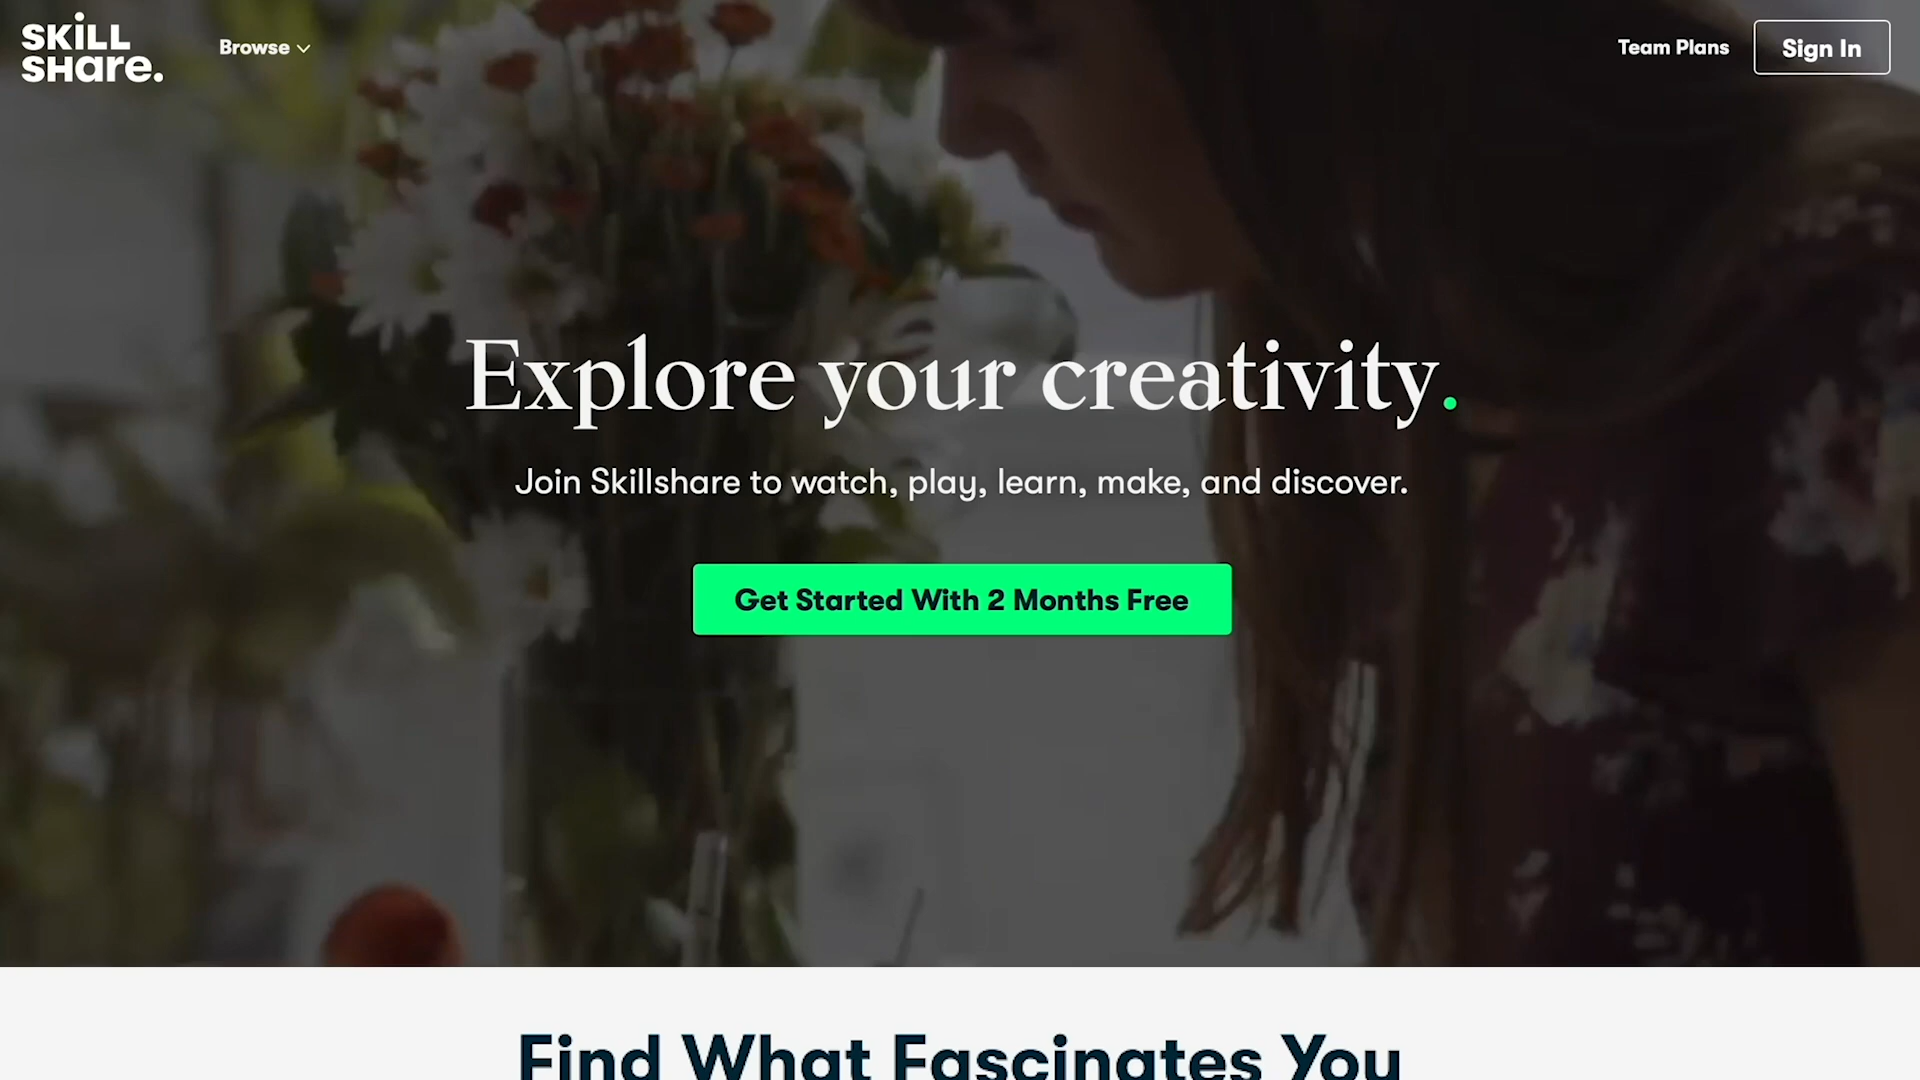 SKILL
SHare.
Browse
Team Plans
Sign In
Explore your creativity.
Join Skillshare to watch, play, learn, make, and discover.
Get Started With 2 Months Free
Find What Fascinates You